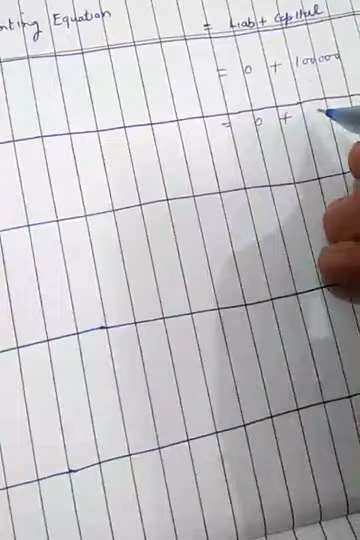 nting Equation = Liab + Capital
= 0 + 100000
= 0 +